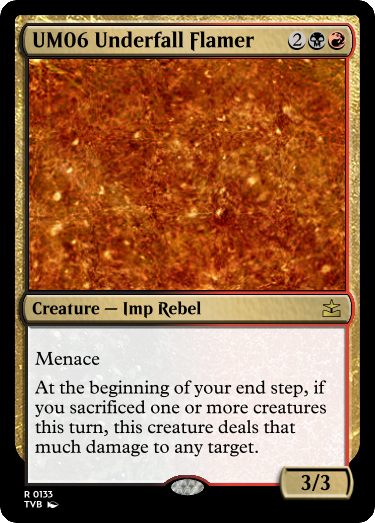 UM06 Underfall Flamer 2
Creature — Imp Rebel
Menace
At the beginning of your end step, if
you sacrificed one or more creatures
this turn, this creature deals that
much damage to any target.
3/3
R 0133
TVB